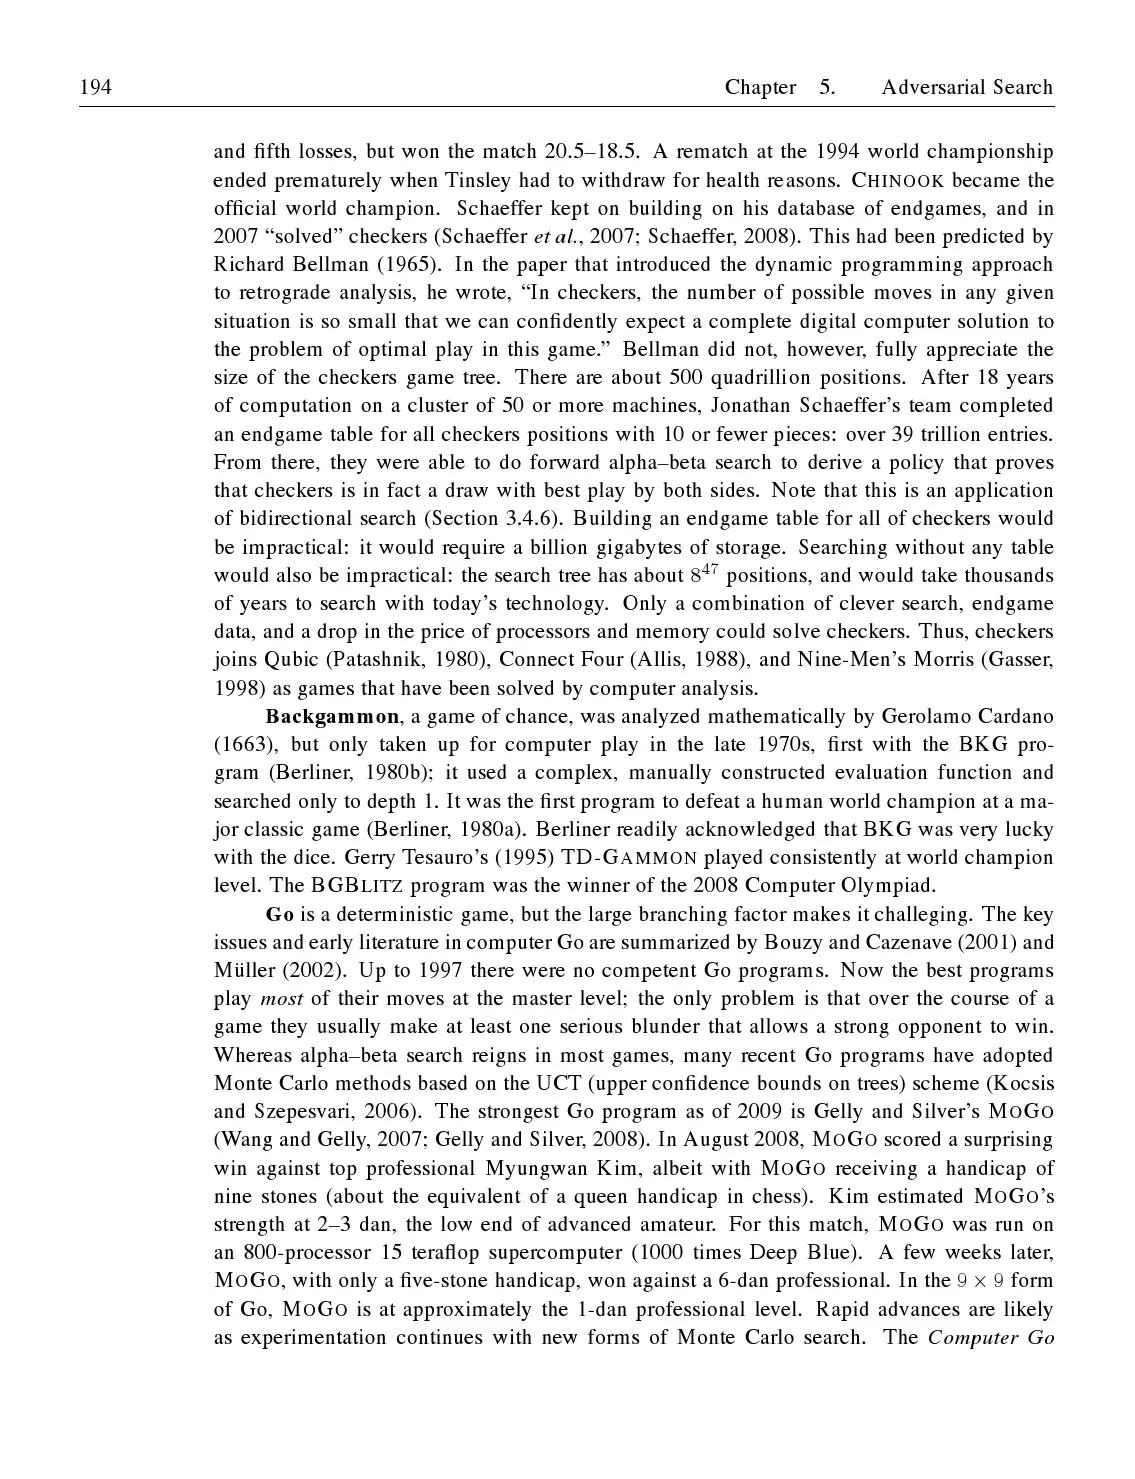 194 Chapter 5. Adversarial Search
and fifth losses, but won the match 20.5–18.5. A rematch at the 1994 world championship
ended prematurely when Tinsley had to withdraw for health reasons. CHINOOK became the
official world champion. Schaeffer kept on building on his database of endgames, and in
2007 “solved” checkers (Schaeffer et al., 2007; Schaeffer, 2008). This had been predicted by
Richard Bellman (1965). In the paper that introduced the dynamic programming approach
to retrograde analysis, he wrote, “In checkers, the number of possible moves in any given
situation is so small that we can confidently expect a complete digital computer solution to
the problem of optimal play in this game.” Bellman did not, however, fully appreciate the
size of the checkers game tree. There are about 500 quadrillion positions. After 18 years
of computation on a cluster of 50 or more machines, Jonathan Schaeffer’s team completed
an endgame table for all checkers positions with 10 or fewer pieces: over 39 trillion entries.
From there, they were able to do forward alpha–beta search to derive a policy that proves
that checkers is in fact a draw with best play by both sides. Note that this is an application
of bidirectional search (Section 3.4.6). Building an endgame table for all of checkers would
be impractical: it would require a billion gigabytes of storage. Searching without any table
would also be impractical: the search tree has about 8⁴⁷ positions, and would take thousands
of years to search with today’s technology. Only a combination of clever search, endgame
data, and a drop in the price of processors and memory could solve checkers. Thus, checkers
joins Qubic (Patashnik, 1980), Connect Four (Allis, 1988), and Nine-Men’s Morris (Gasser,
1998) as games that have been solved by computer analysis.
Backgammon, a game of chance, was analyzed mathematically by Gerolamo Cardano
(1663), but only taken up for computer play in the late 1970s, first with the BKG pro-
gram (Berliner, 1980b); it used a complex, manually constructed evaluation function and
searched only to depth 1. It was the first program to defeat a human world champion at a ma-
jor classic game (Berliner, 1980a). Berliner readily acknowledged that BKG was very lucky
with the dice. Gerry Tesauro’s (1995) TD-GAMMON played consistently at world champion
level. The BGBLITZ program was the winner of the 2008 Computer Olympiad.
Go is a deterministic game, but the large branching factor makes it challeging. The key
issues and early literature in computer Go are summarized by Bouzy and Cazenave (2001) and
Müller (2002). Up to 1997 there were no competent Go programs. Now the best programs
play most of their moves at the master level; the only problem is that over the course of a
game they usually make at least one serious blunder that allows a strong opponent to win.
Whereas alpha–beta search reigns in most games, many recent Go programs have adopted
Monte Carlo methods based on the UCT (upper confidence bounds on trees) scheme (Kocsis
and Szepesvari, 2006). The strongest Go program as of 2009 is Gelly and Silver’s MOGO
(Wang and Gelly, 2007; Gelly and Silver, 2008). In August 2008, MOGO scored a surprising
win against top professional Myungwan Kim, albeit with MOGO receiving a handicap of
nine stones (about the equivalent of a queen handicap in chess). Kim estimated MOGO’s
strength at 2–3 dan, the low end of advanced amateur. For this match, MOGO was run on
an 800-processor 15 teraflop supercomputer (1000 times Deep Blue). A few weeks later,
MOGO, with only a five-stone handicap, won against a 6-dan professional. In the 9 × 9 form
of Go, MOGO is at approximately the 1-dan professional level. Rapid advances are likely
as experimentation continues with new forms of Monte Carlo search. The Computer Go